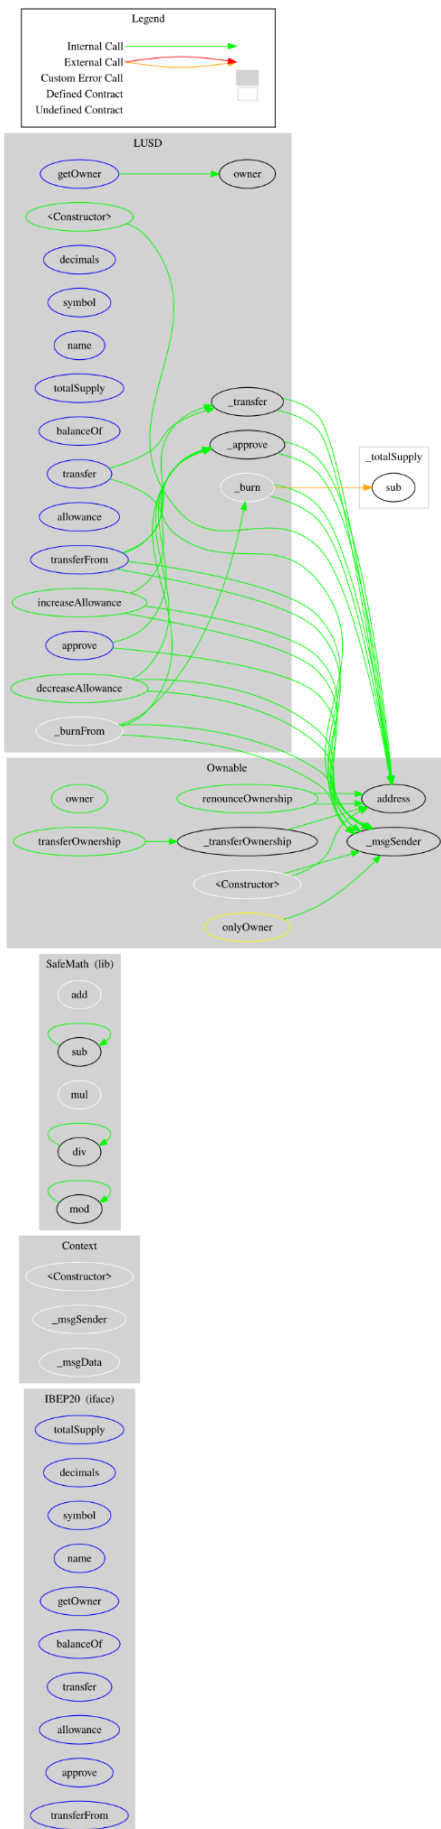 Legend
Internal Call
External Call
Custom Error Call
Defined Contract
Undefined Contract
LUSD
getOwner
owner
<Constructor>
decimals
symbol
name
totalSupply
balanceOf
_transfer
transfer
_approve
_totalSupply
_burn
sub
allowance
transferFrom
increaseAllowance
approve
decreaseAllowance
_burnFrom
Ownable
owner
renounceOwnership
address
transferOwnership
_transferOwnership
_msgSender
<Constructor>
onlyOwner
SafeMath (lib)
add
sub
mul
div
mod
Context
<Constructor>
_msgSender
_msgData
IBEP20 (iface)
totalSupply
decimals
symbol
name
getOwner
balanceOf
transfer
allowance
approve
transferFrom